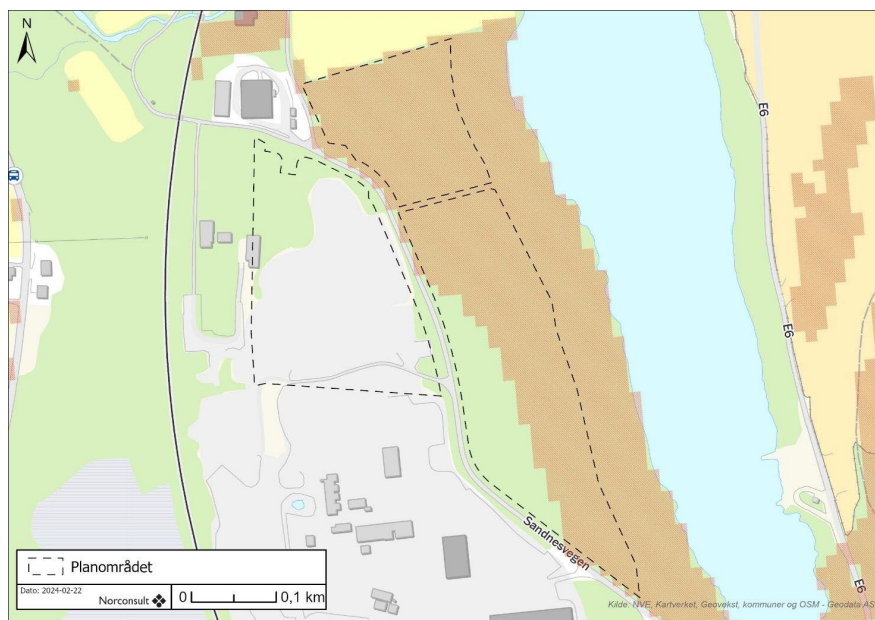 N
E6
E6
Sandnesvegen
E6
Planområdet
Dato: 2024-02-22
Norconsult
0 0,1 km
Kilde: NVE, Kartverket, Geovekst, kommuner og OSM - Geodata AS